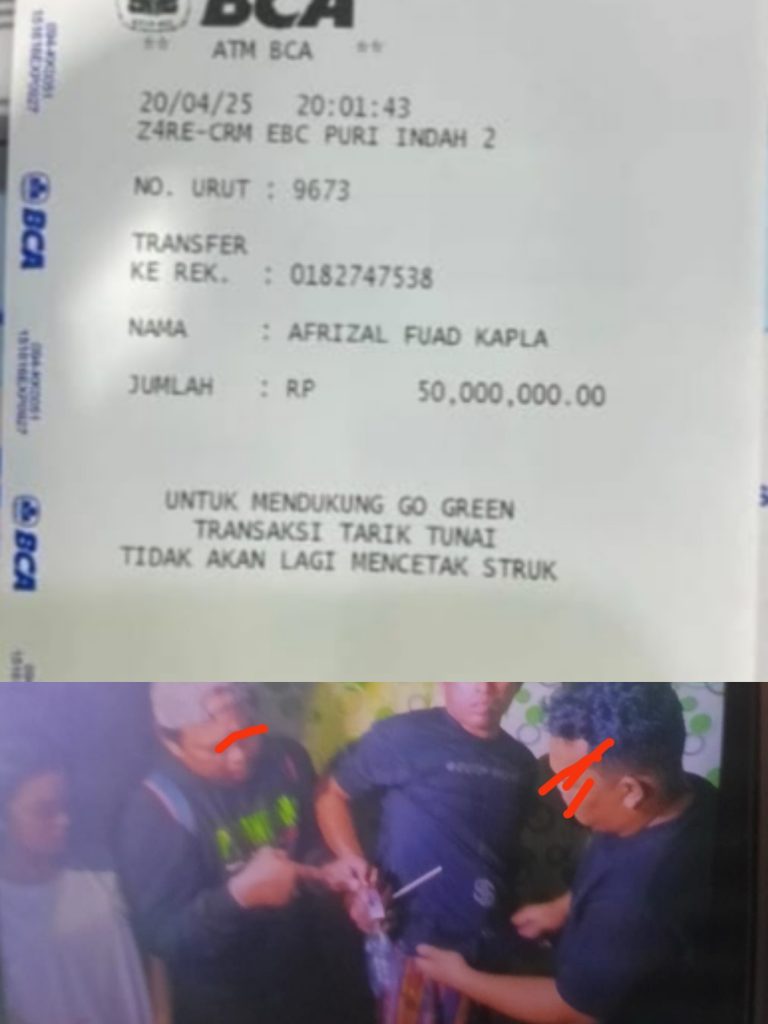 BCA
** ATM BCA **
20/04/25 20:01:43
Z4RE-CRM EBC PURI INDAH 2
NO. URUT : 9673
TRANSFER
KE REK. : 0182747538
NAMA : AFRIZAL FUAD KAPLA
JUMLAH : RP 50,000,000.00
UNTUK MENDUKUNG GO GREEN
TRANSAKSI TARIK TUNAI
TIDAK AKAN LAGI MENCETAK STRUK
BCA
BCA